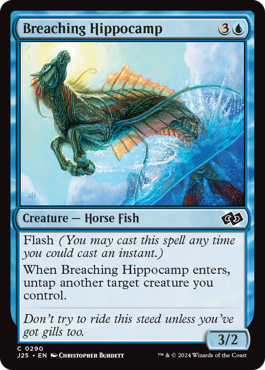 Breaching Hippocamp 3
Creature — Horse Fish
Flash (You may cast this spell any time
you could cast an instant.)
When Breaching Hippocamp enters,
untap another target creature you
control.
Don't try to ride this steed unless you've
got gills too.
3/2
C 0290
J25 • EN Christopher Burdett
™ & © 2024 Wizards of the Coast